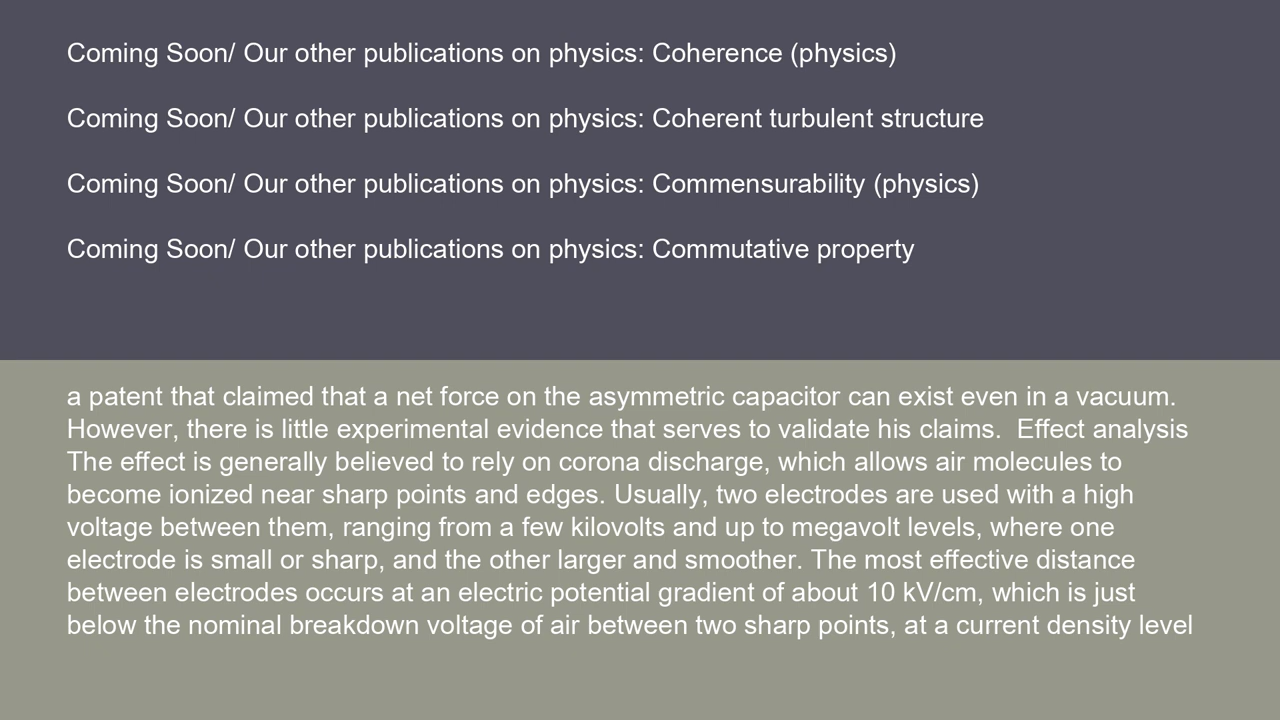 Coming Soon/ Our other publications on physics: Coherence (physics)
Coming Soon/ Our other publications on physics: Coherent turbulent structure
Coming Soon/ Our other publications on physics: Commensurability (physics)
Coming Soon/ Our other publications on physics: Commutative property
a patent that claimed that a net force on the asymmetric capacitor can exist even in a vacuum.
However, there is little experimental evidence that serves to validate his claims.  Effect analysis
The effect is generally believed to rely on corona discharge, which allows air molecules to
become ionized near sharp points and edges. Usually, two electrodes are used with a high
voltage between them, ranging from a few kilovolts and up to megavolt levels, where one
electrode is small or sharp, and the other larger and smoother. The most effective distance
between electrodes occurs at an electric potential gradient of about 10 kV/cm, which is just
below the nominal breakdown voltage of air between two sharp points, at a current density level